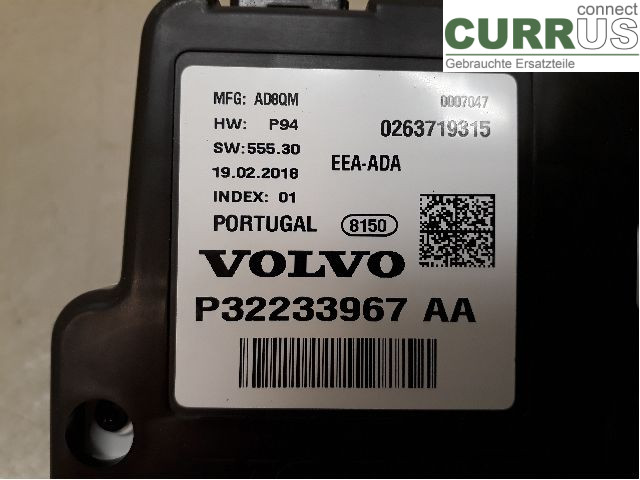 connect
CURRUS
Gebrauchte Ersatzteile
MFG: AD8QM 0007047
HW: P94 0263719315
SW:555.30 EEA-ADA
19.02.2018
INDEX: 01
PORTUGAL 8150
VOLVO
P32233967 AA